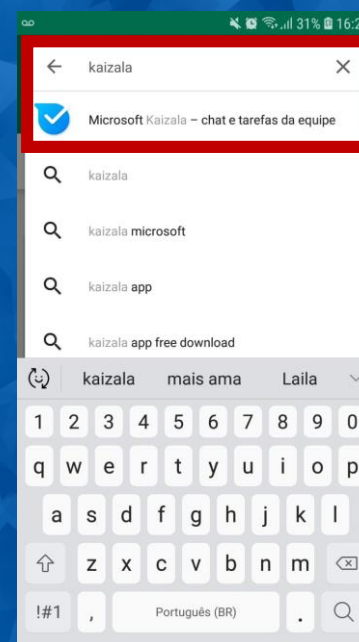 31% 16:2
kaizala
Microsoft Kaizala – chat e tarefas da equipe
kaizala
kaizala microsoft
kaizala app
kaizala app free download
kaizala mais ama Laila
1 2 3 4 5 6 7 8 9 0
q w e r t y u i o p
a s d f g h j k l
z x c v b n m
!#1 , Português (BR) .